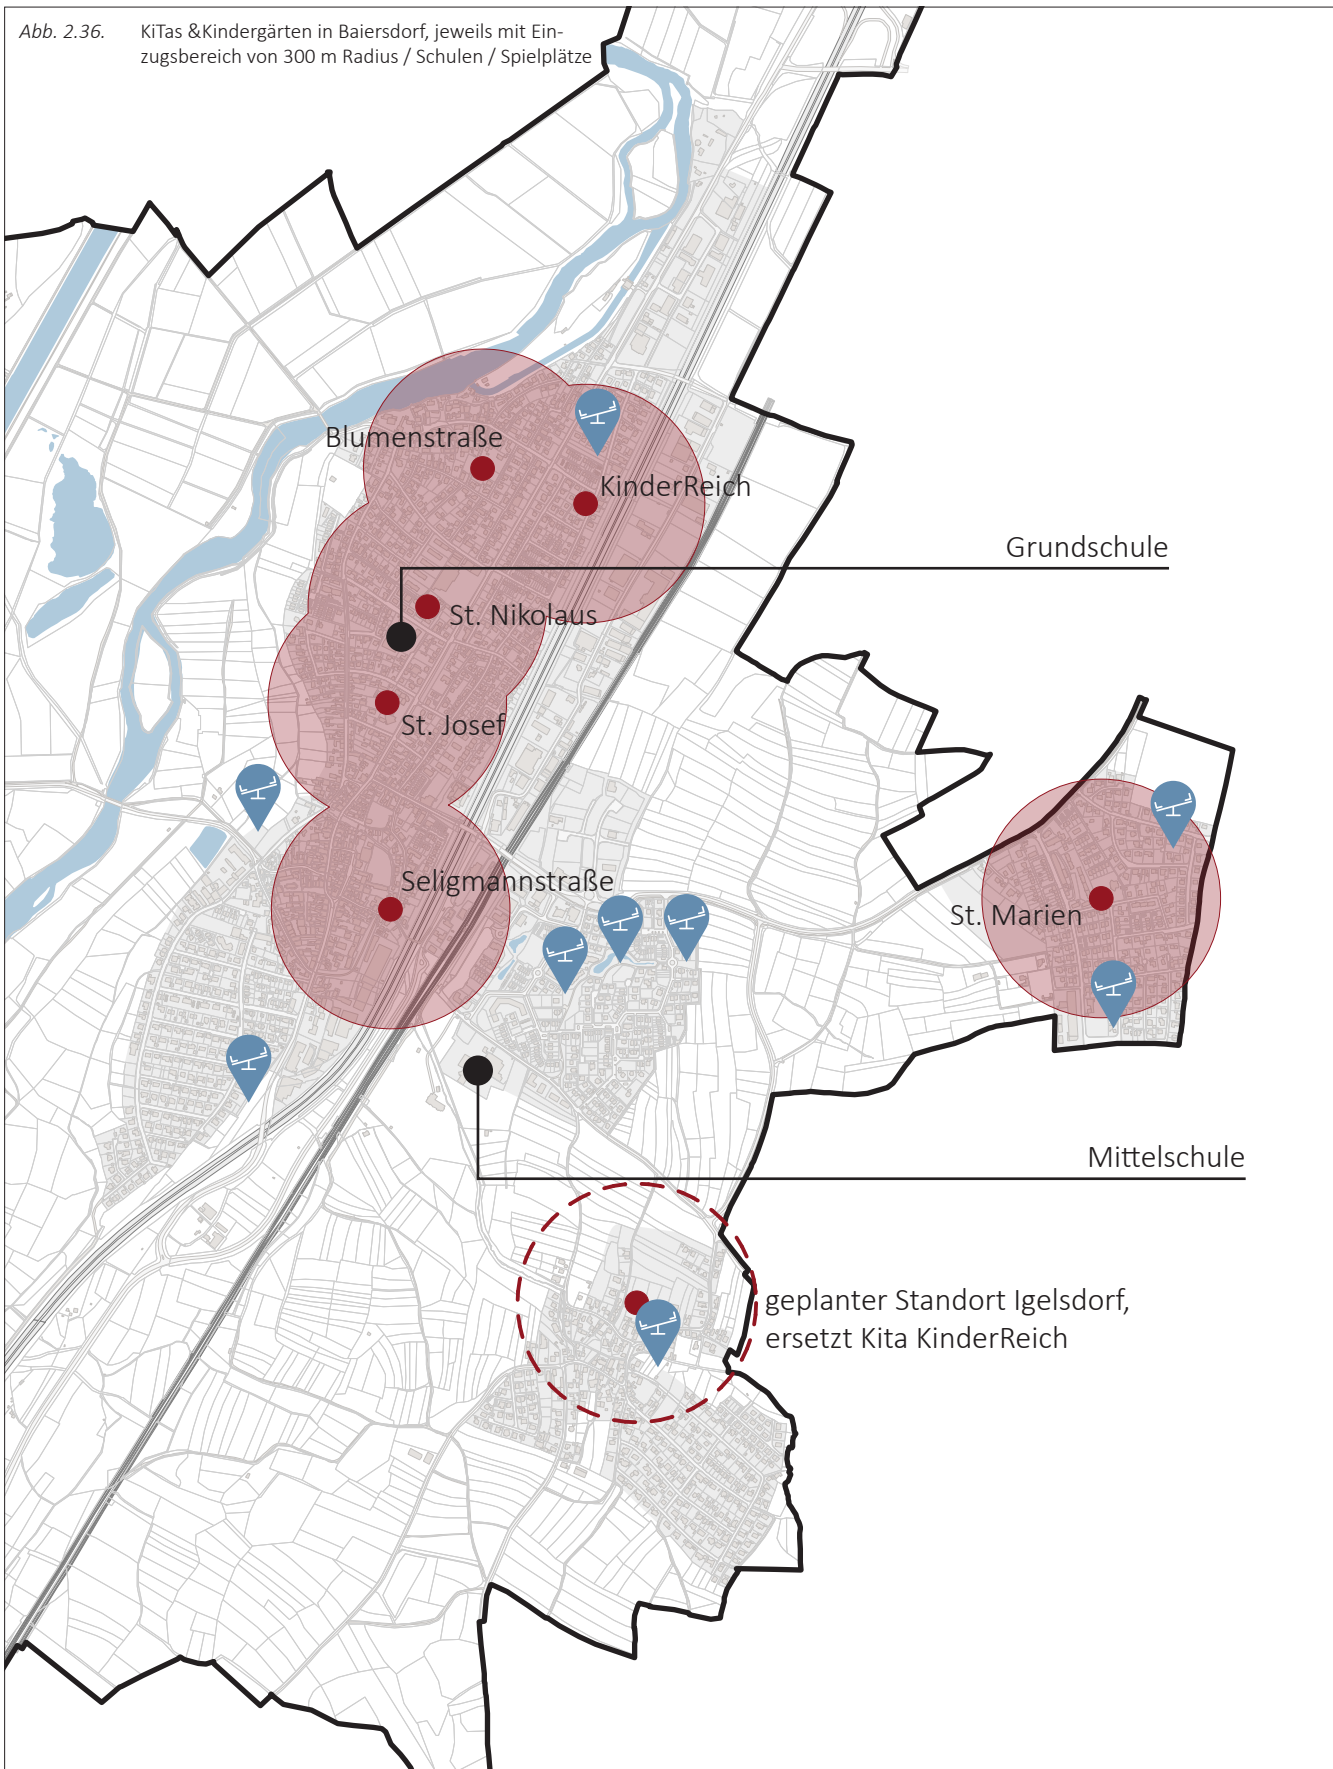 Abb. 2.36. KiTas &Kindergärten in Baiersdorf, jeweils mit Ein-
zugsbereich von 300 m Radius / Schulen / Spielplätze
Blumenstraße
KinderReich
Grundschule
St. Nikolaus
St. Josef
Seligmannstraße
St. Marien
Mittelschule
geplanter Standort Igelsdorf,
ersetzt Kita KinderReich